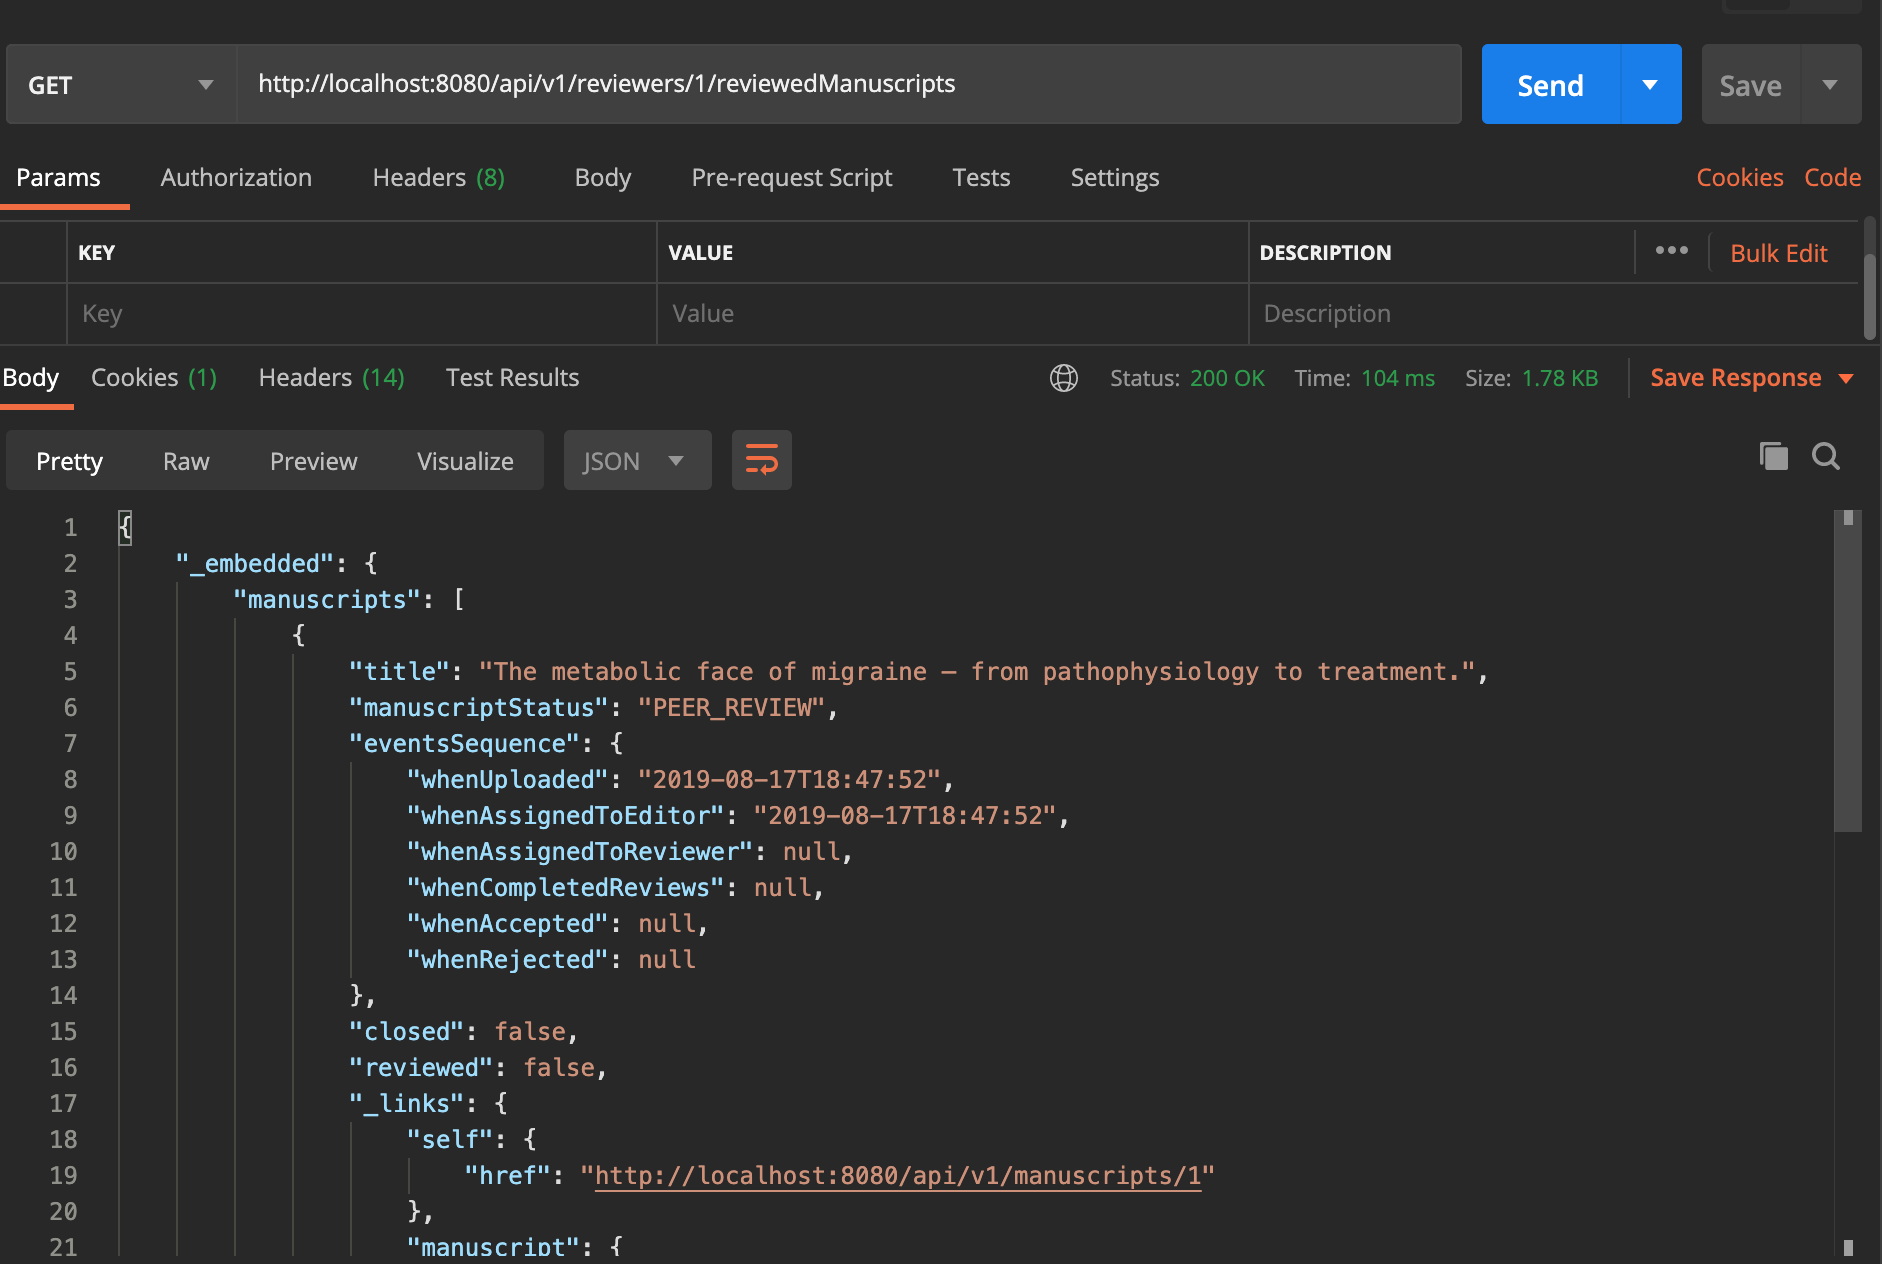 GET http://localhost:8080/api/v1/reviewers/1/reviewedManuscripts Send Save
Params Authorization Headers (8) Body Pre-request Script Tests Settings Cookies Code
KEY VALUE DESCRIPTION ••• Bulk Edit
Key Value Description
Body Cookies (1) Headers (14) Test Results Status: 200 OK Time: 104 ms Size: 1.78 KB Save Response
Pretty Raw Preview Visualize JSON
1 {
2 "_embedded": {
3 "manuscripts": [
4 {
5 "title": "The metabolic face of migraine – from pathophysiology to treatment.",
6 "manuscriptStatus": "PEER_REVIEW",
7 "eventsSequence": {
8 "whenUploaded": "2019-08-17T18:47:52",
9 "whenAssignedToEditor": "2019-08-17T18:47:52",
10 "whenAssignedToReviewer": null,
11 "whenCompletedReviews": null,
12 "whenAccepted": null,
13 "whenRejected": null
14 },
15 "closed": false,
16 "reviewed": false,
17 "_links": {
18 "self": {
19 "href": "http://localhost:8080/api/v1/manuscripts/1"
20 },
21 "manuscript": {